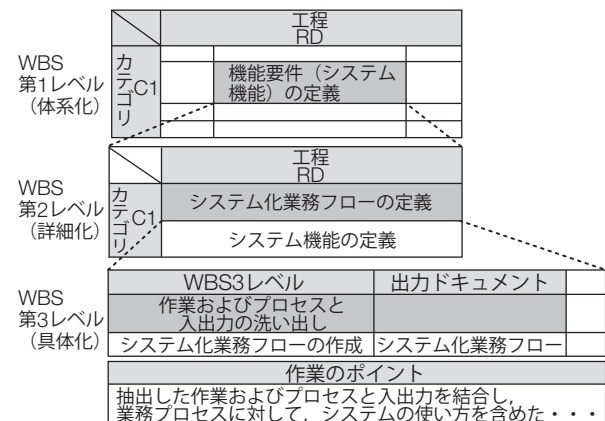 工程
RD
WBS
第1レベル
（体系化）
カテゴリ
C1
機能要件（システム
機能）の定義
工程
RD
WBS
第2レベル
（詳細化）
カテゴリ
C1
システム化業務フローの定義
システム機能の定義
WBS
第3レベル
（具体化）
WBS3レベル
出力ドキュメント
作業およびプロセスと
入出力の洗い出し
システム化業務フローの作成
システム化業務フロー
作業のポイント
抽出した作業およびプロセスと入出力を結合し，
業務プロセスに対して，システムの使い方を含めた・・・